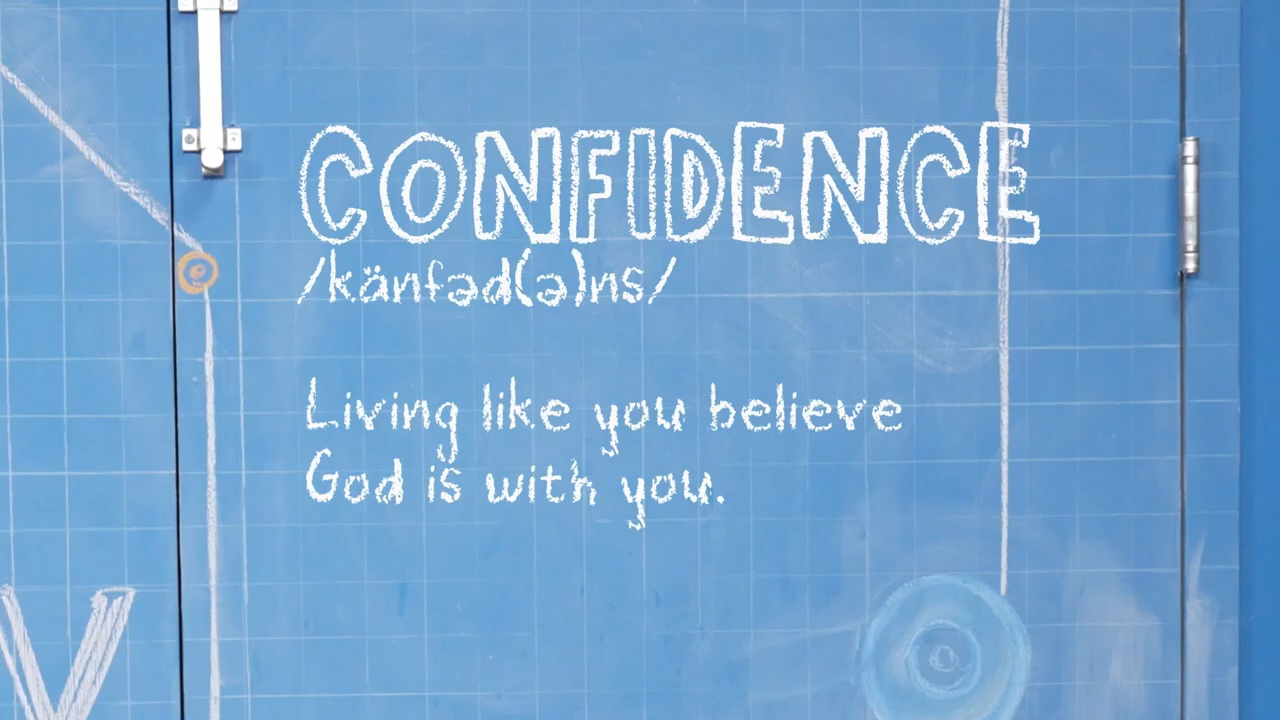 CONFIDENCE
/känfəd(ə)ns/
Living like you believe
God is with you.
V